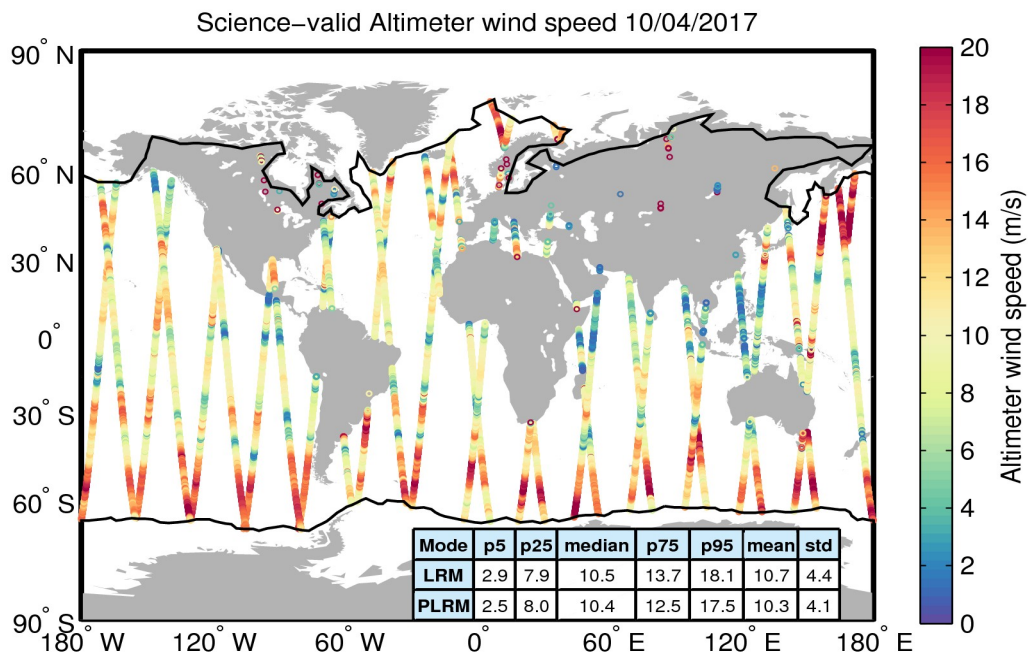 Science−valid Altimeter wind speed 10/04/2017
90° N
60° N
30° N
0°
30° S
60° S
90° S
180° W
120° W
60° W
0°
60° E
120° E
180° E
Mode p5 p25 median p75 p95 mean std
LRM 2.9 7.9 10.5 13.7 18.1 10.7 4.4
PLRM 2.5 8.0 10.4 12.5 17.5 10.3 4.1
20
18
16
14
12
10
8
6
4
2
0
Altimeter wind speed (m/s)